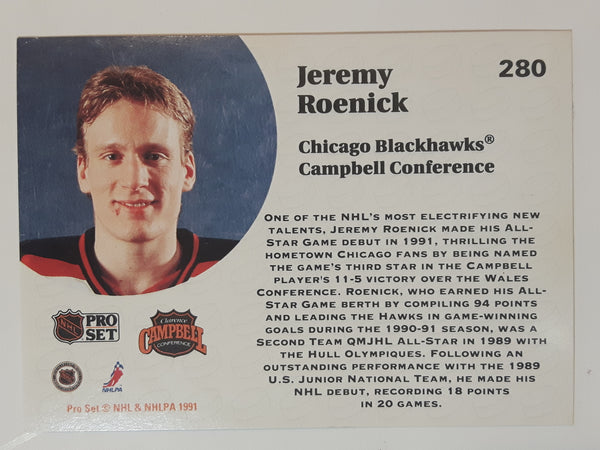 Jeremy
Roenick
280
Chicago Blackhawks®
Campbell Conference
ONE OF THE NHL'S MOST ELECTRIFYING NEW
TALENTS, JEREMY ROENICK MADE HIS ALL-
STAR GAME DEBUT IN 1991, THRILLING THE
HOMETOWN CHICAGO FANS BY BEING NAMED
THE GAME'S THIRD STAR IN THE CAMPBELL
PLAYER'S 11-5 VICTORY OVER THE WALES
CONFERENCE. ROENICK, WHO EARNED HIS ALL-
STAR GAME BERTH BY COMPILING 94 POINTS
AND LEADING THE HAWKS IN GAME-WINNING
GOALS DURING THE 1990-91 SEASON, WAS A
SECOND TEAM QMJHL ALL-STAR IN 1989 WITH
THE HULL OLYMPIQUES. FOLLOWING AN
OUTSTANDING PERFORMANCE WITH THE 1989
U.S. JUNIOR NATIONAL TEAM, HE MADE HIS
NHL DEBUT, RECORDING 18 POINTS
IN 20 GAMES.
NHL
PRO
SET
Clarence
CAMPBELL
CONFERENCE
NHLPA
Pro Set © NHL & NHLPA 1991